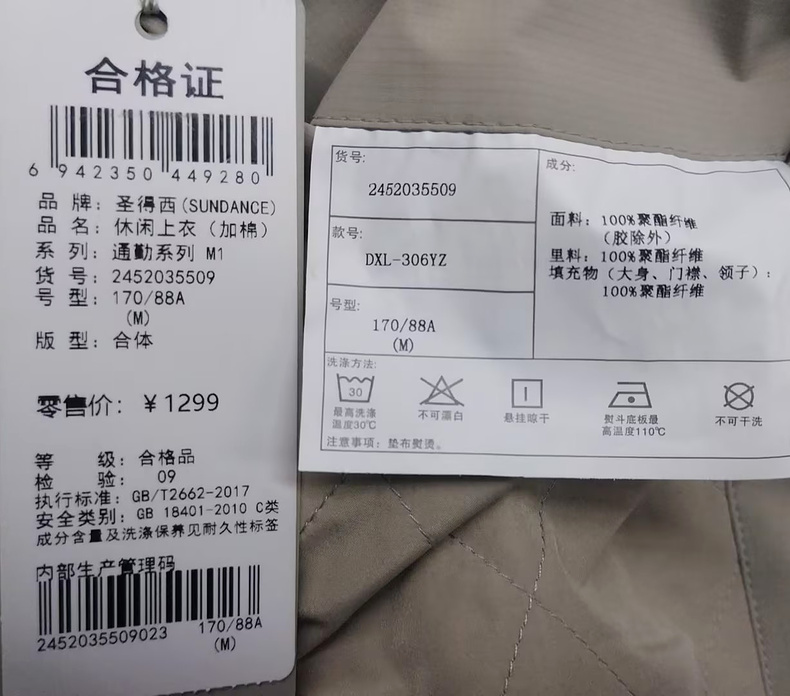 合格证
6 942350 449280
品 牌：圣得西(SUNDANCE)
品 名：休闲上衣（加棉）
系 列：通勤系列 M1
货 号：2452035509
号 型：170/88A
(M)
版 型：合体
零售价：￥1299
等 级：合格品
检 验：09
执行标准：GB/T2662-2017
安全类别：GB 18401-2010 C类
成分含量及洗涤保养见耐久性标签
内部生产管理码
2452035509023
170/88A
(M)
货号：
2452035509
款号：
DXL-306YZ
号型：
170/88A
(M)
成分：
面料：100%聚酯纤维
（胶除外）
里料：100%聚酯纤维
填充物（大身、门襟、领子）：
100%聚酯纤维
洗涤方法：
30
最高洗涤
温度30℃
不可漂白
悬挂晾干
熨斗底板最
高温度110℃
不可干洗
注意事项：垫布熨烫。